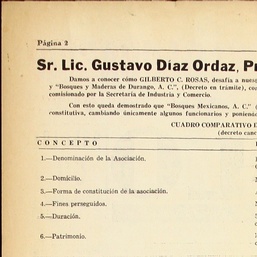 Página 2
Sr. Lic. Gustavo Díaz Ordaz, Pr
Damos a conocer cómo GILBERTO C. ROSAS, desafía a nues
y "Bosques y Maderas de Durango, A. C.", (Decreto en trámite), co
comisionado por la Secretaría de Industria y Comercio.
Con esto queda demostrado que "Bosques Mexicanos, A. C." (
constitutiva, cambiando únicamente algunos funcionarios y poniendo
CUADRO COMPARATIVO D
(decreto canc
CONCEPTO
1.—Denominación de la Asociación.
2.—Domicilio.
3.—Forma de constitución de la asociación.
4.—Fines perseguidos.
5.—Duración.
6.—Patrimonio.